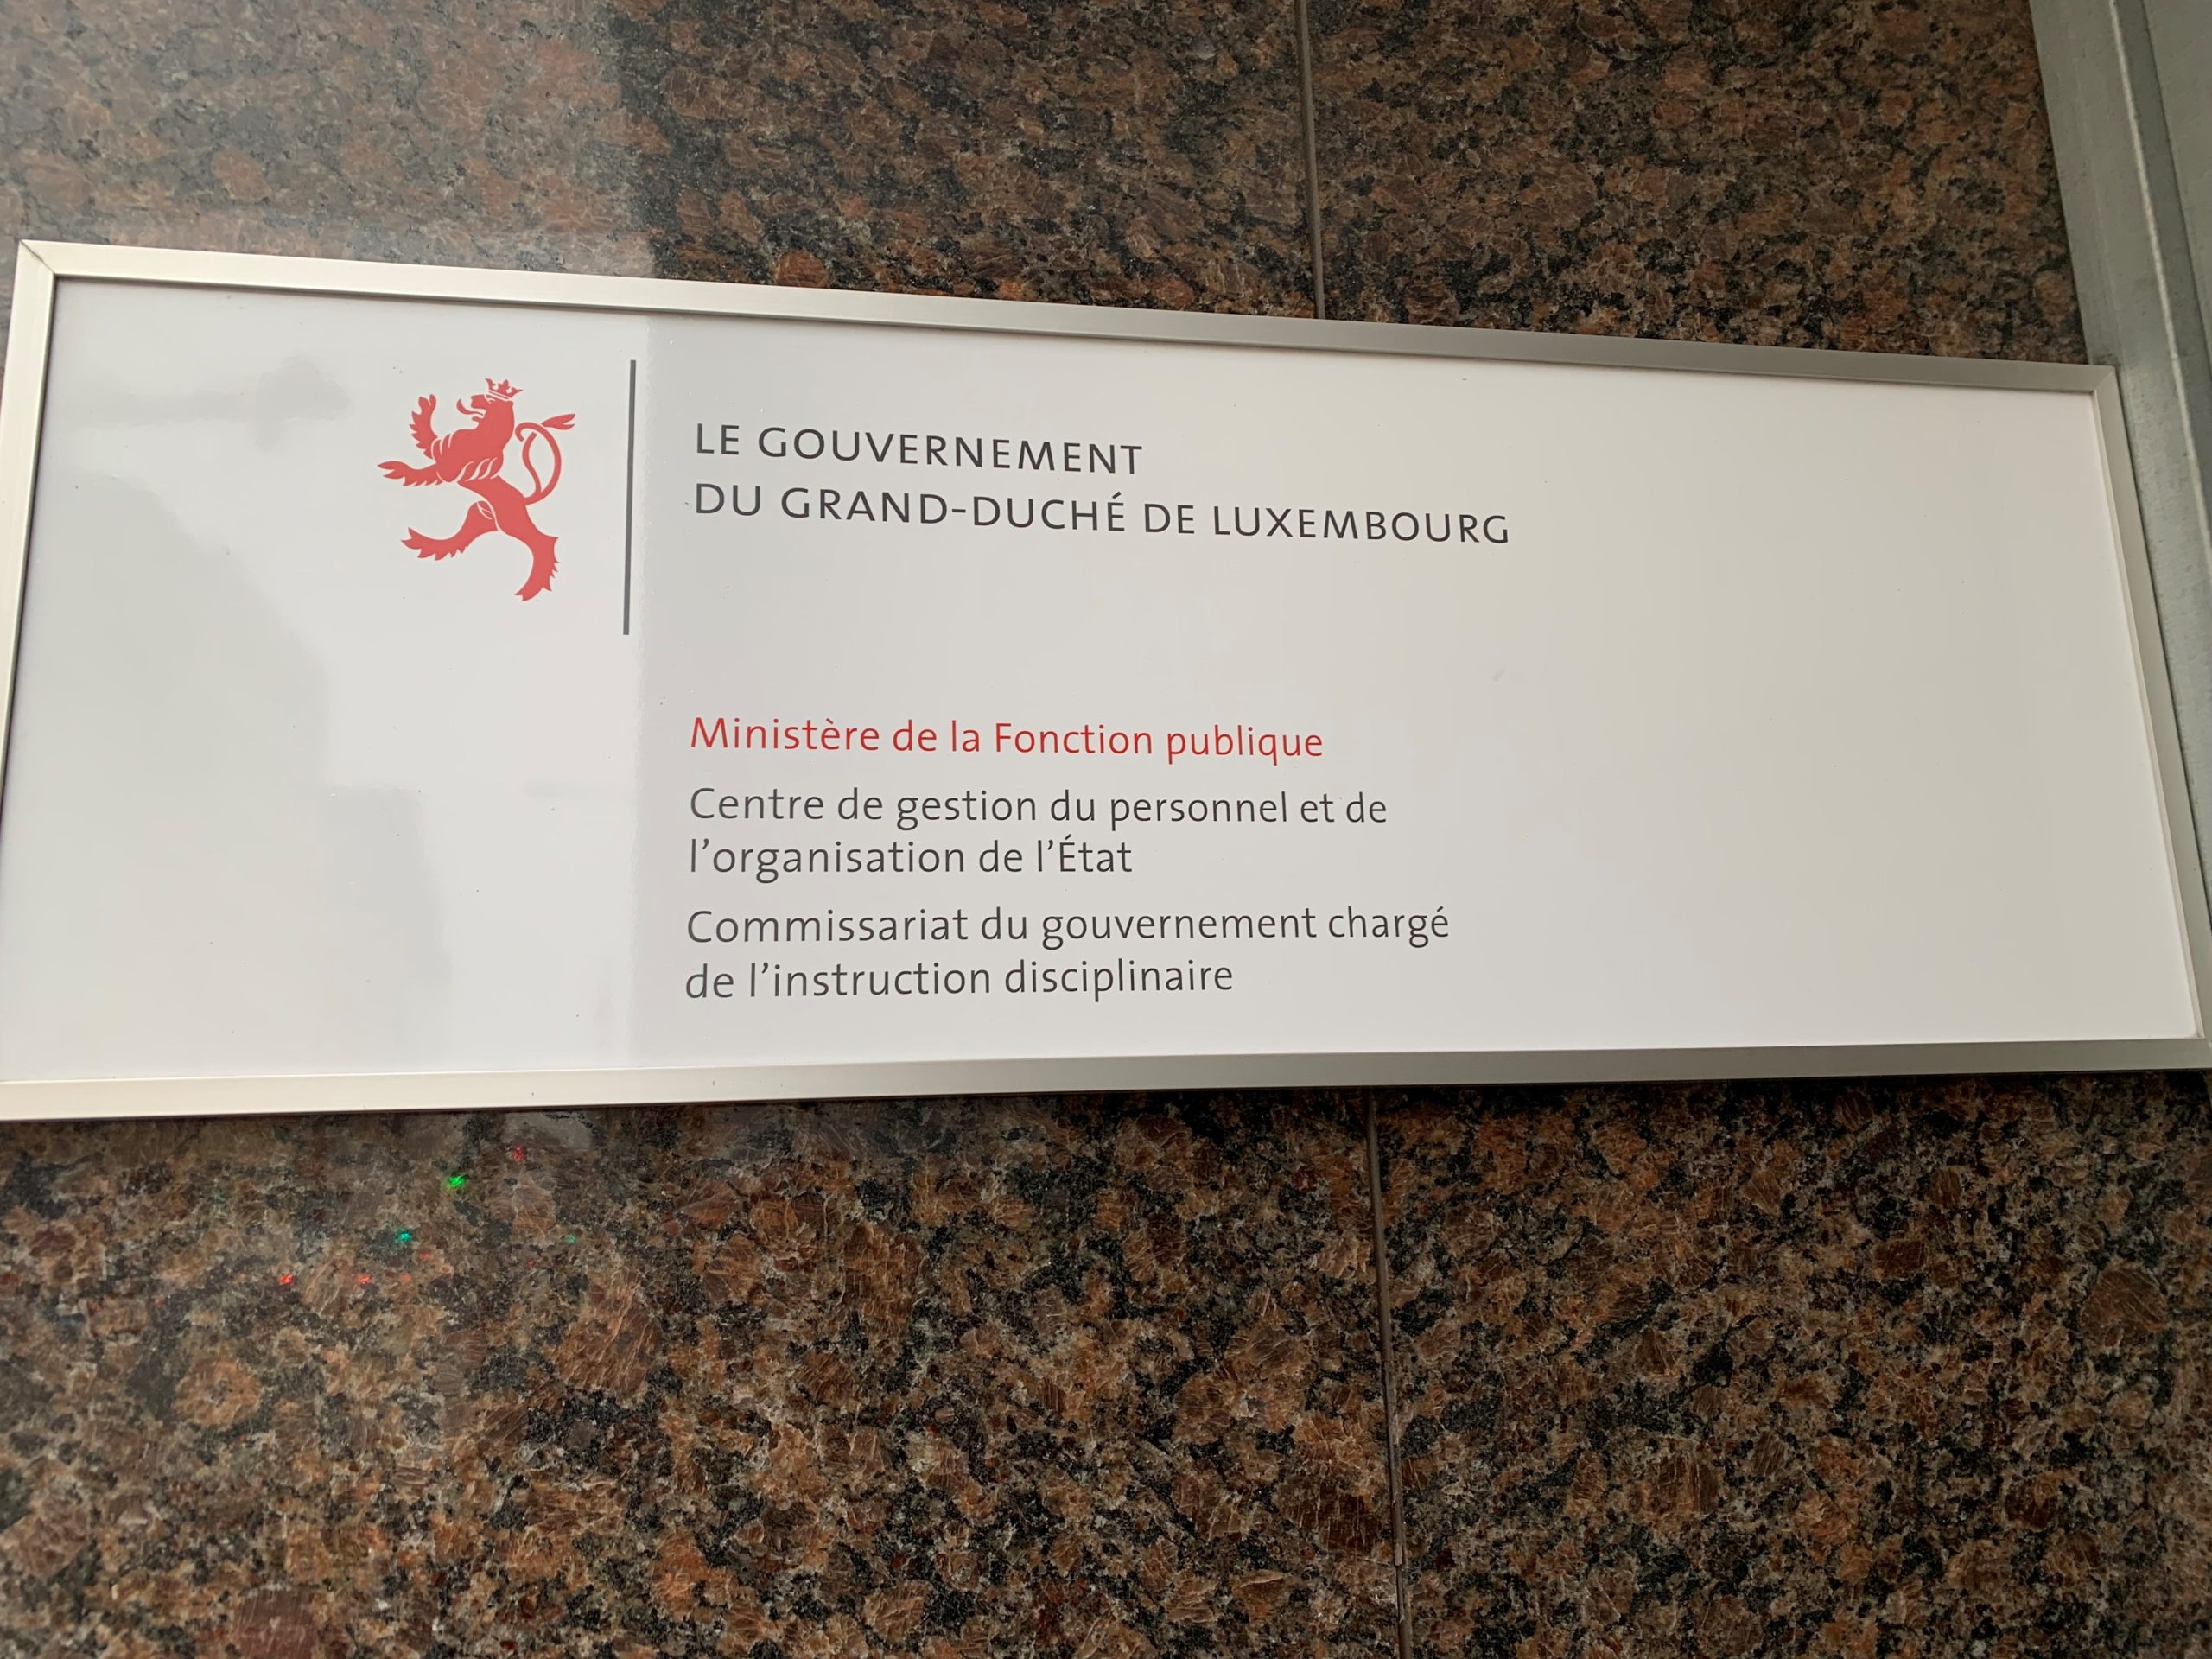 LE GOUVERNEMENT
DU GRAND-DUCHÉ DE LUXEMBOURG
Ministère de la Fonction publique
Centre de gestion du personnel et de
l’organisation de l’État
Commissariat du gouvernement chargé
de l’instruction disciplinaire